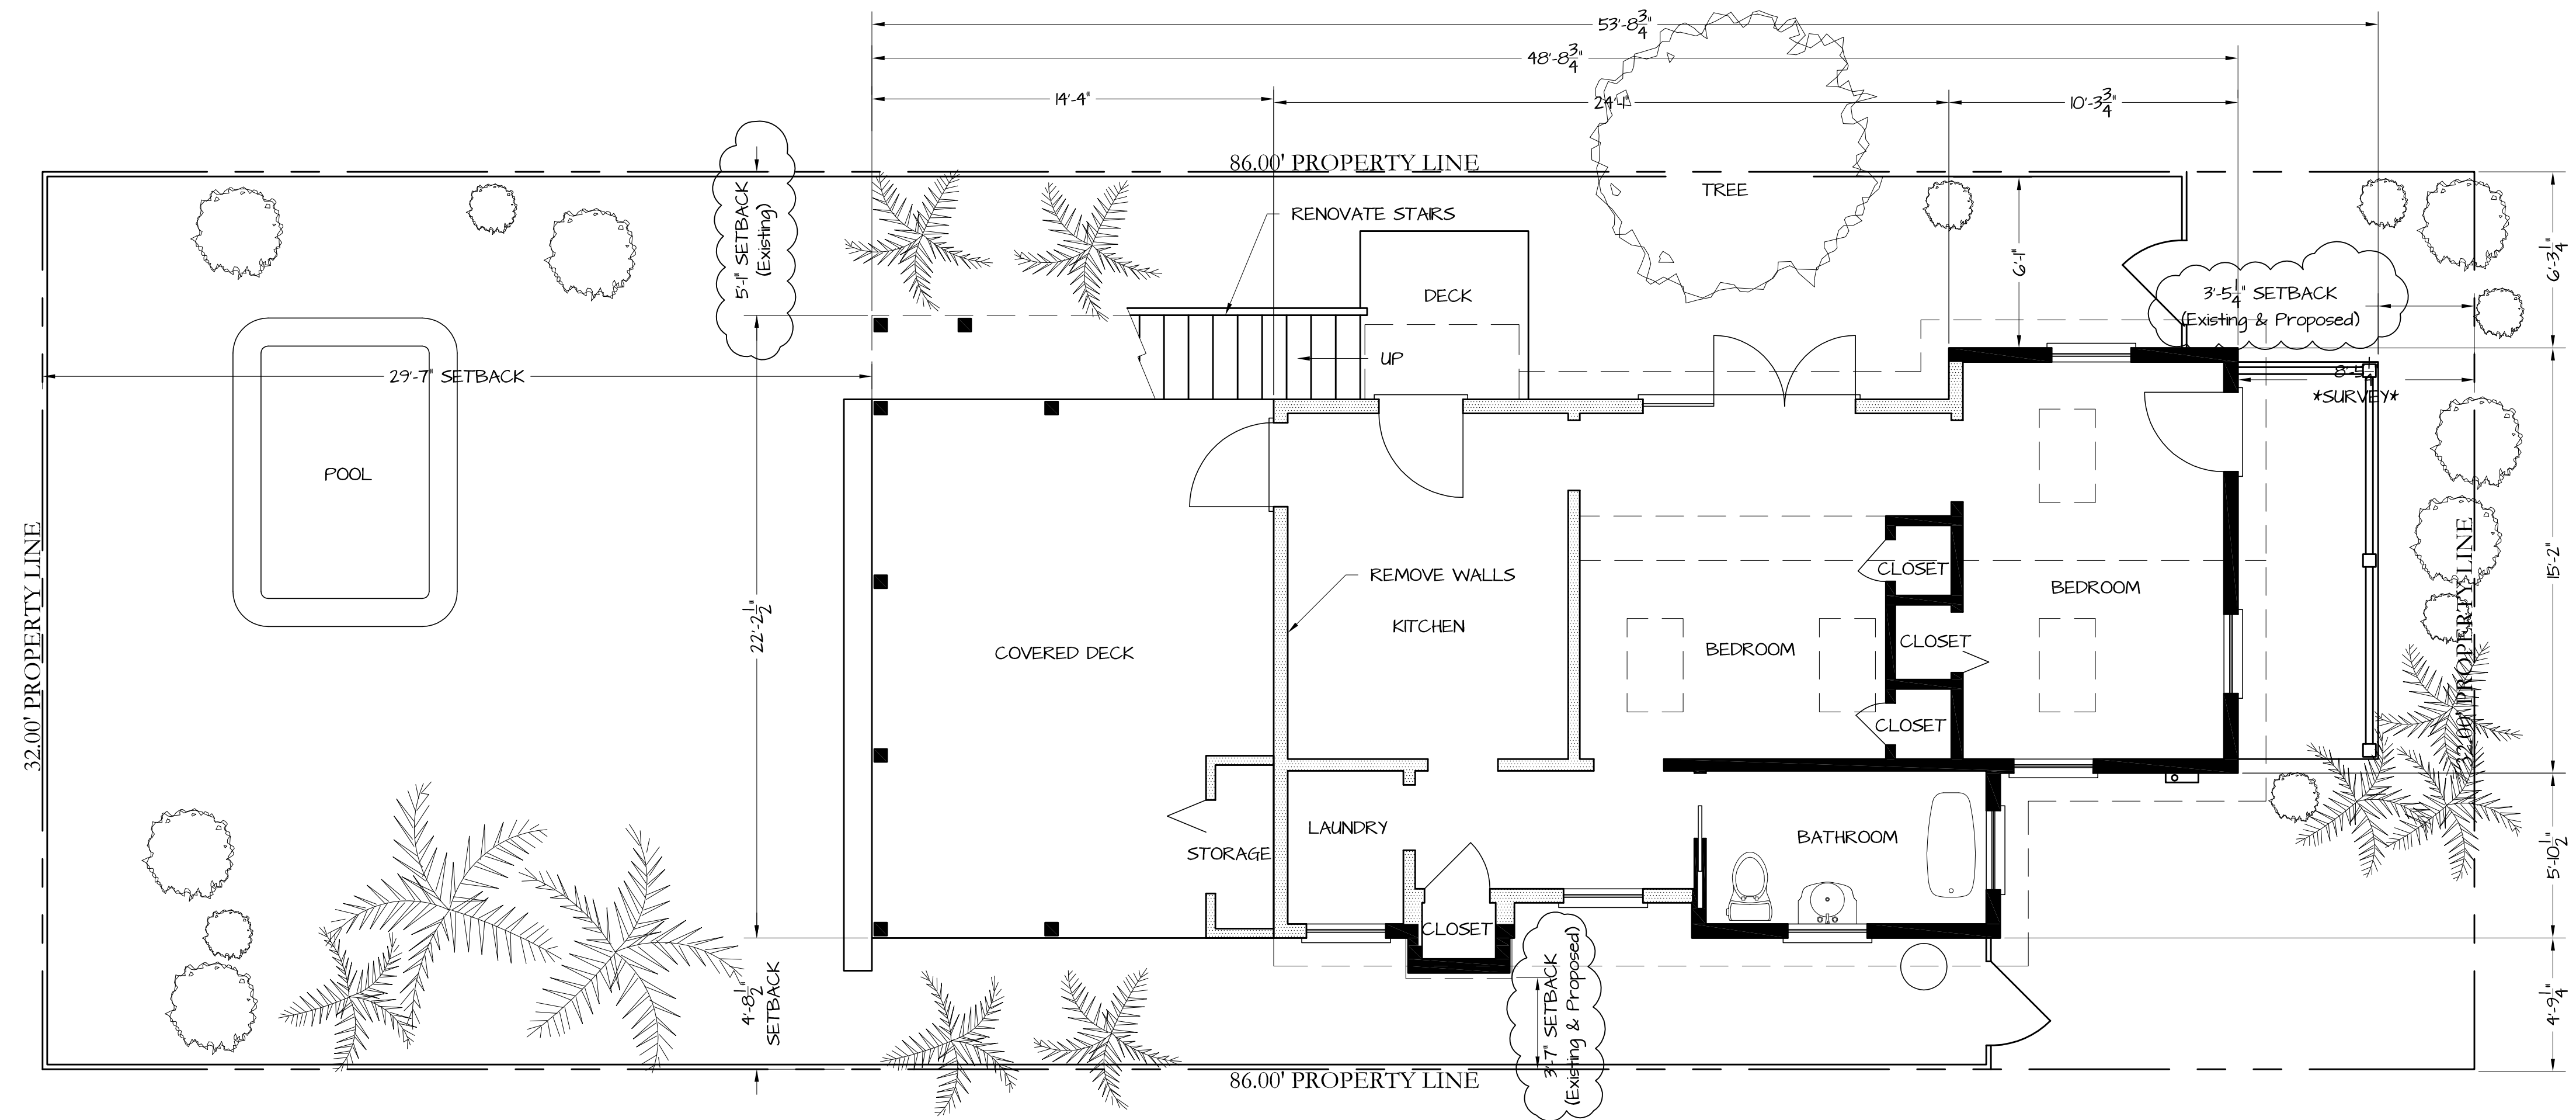 53'-8 3/4"
48'-8 3/4"
14'-4"
24'-1"
10'-3 3/4"
86.00' PROPERTY LINE
TREE
RENOVATE STAIRS
5'-1" SETBACK
(Existing)
6'-1"
6'-3 1/4"
DECK
3'-5 1/4" SETBACK
(Existing & Proposed)
UP
29'-7" SETBACK
*SURVEY*
POOL
32.00' PROPERTY LINE
22'-2 1/2"
COVERED DECK
REMOVE WALLS
KITCHEN
BEDROOM
CLOSET
CLOSET
CLOSET
BEDROOM
15'-2"
32.00' PROPERTY LINE
STORAGE
LAUNDRY
CLOSET
BATHROOM
5'-10 1/2"
4'-8 1/2"
SETBACK
3'-7" SETBACK
(Existing & Proposed)
4'-9 1/4"
86.00' PROPERTY LINE